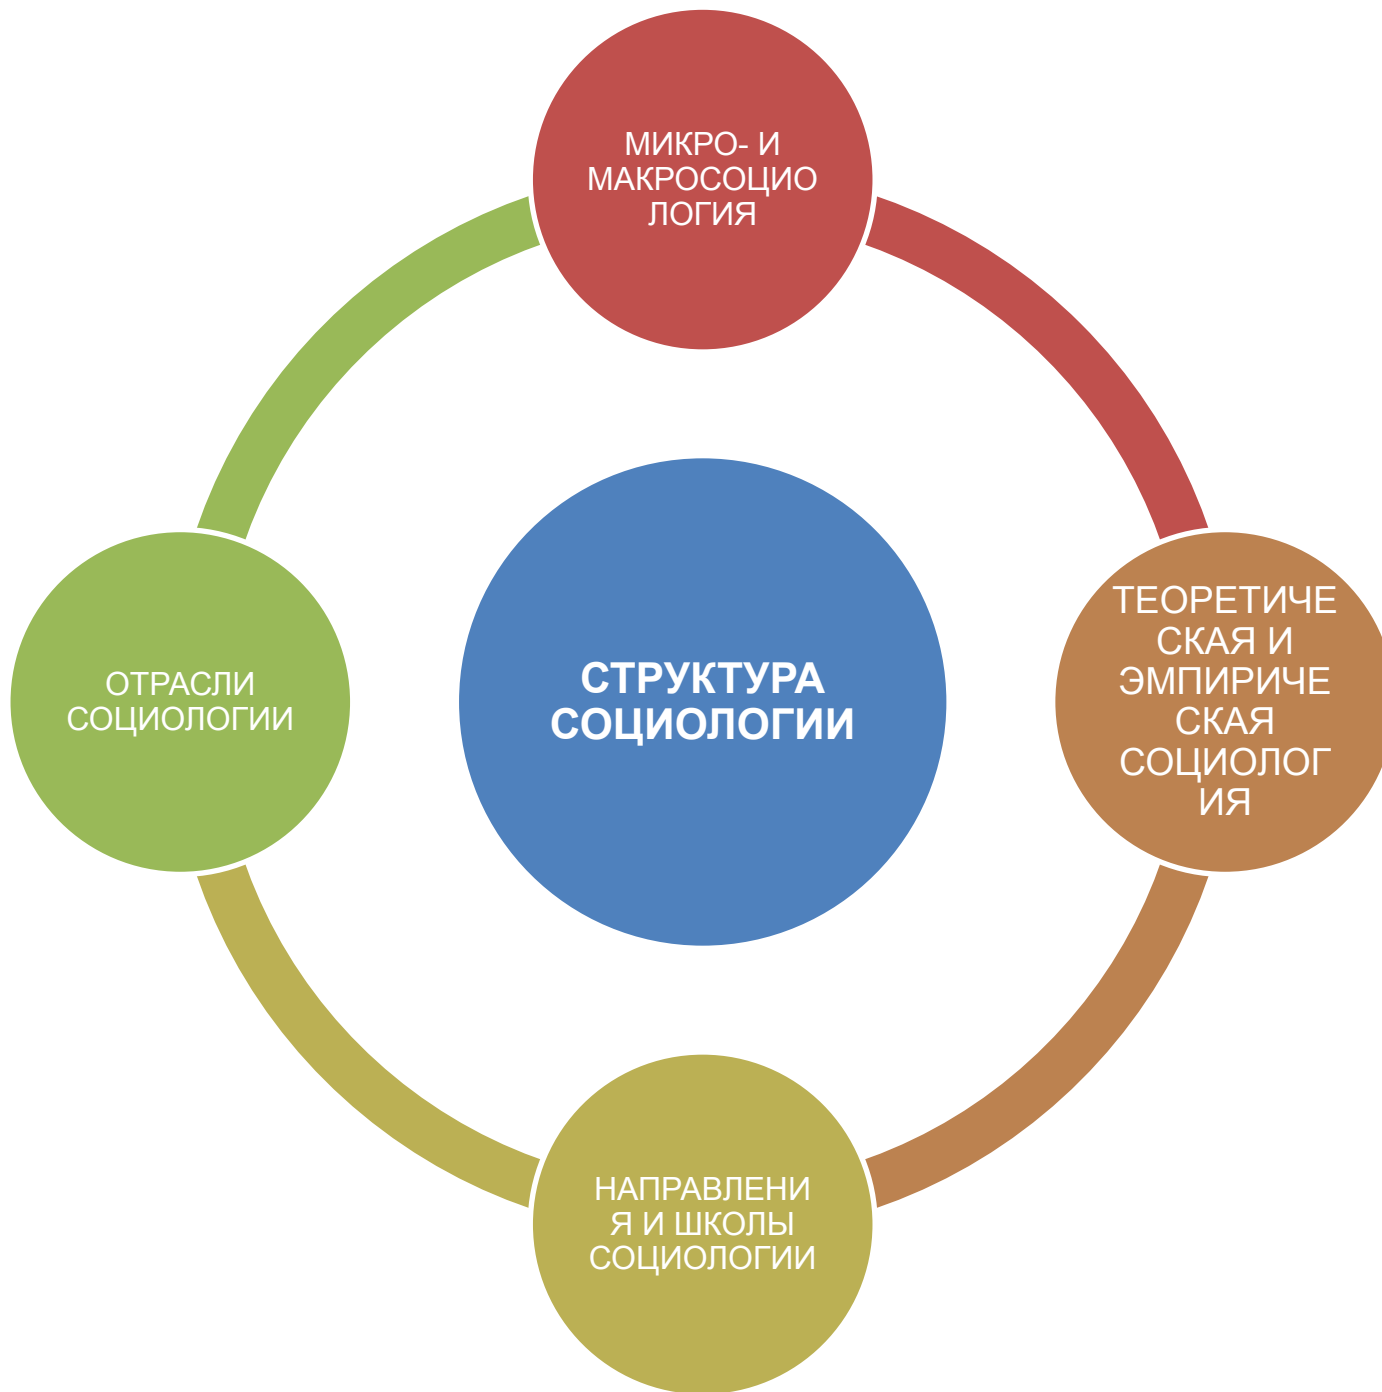 МИКРО- И
МАКРОСОЦИО
ЛОГИЯ
ТЕОРЕТИЧЕ
СКАЯ И
ЭМПИРИЧЕ
СКАЯ
СОЦИОЛОГ
ИЯ
СТРУКТУРА
СОЦИОЛОГИИ
ОТРАСЛИ
СОЦИОЛОГИИ
НАПРАВЛЕНИ
Я И ШКОЛЫ
СОЦИОЛОГИИ